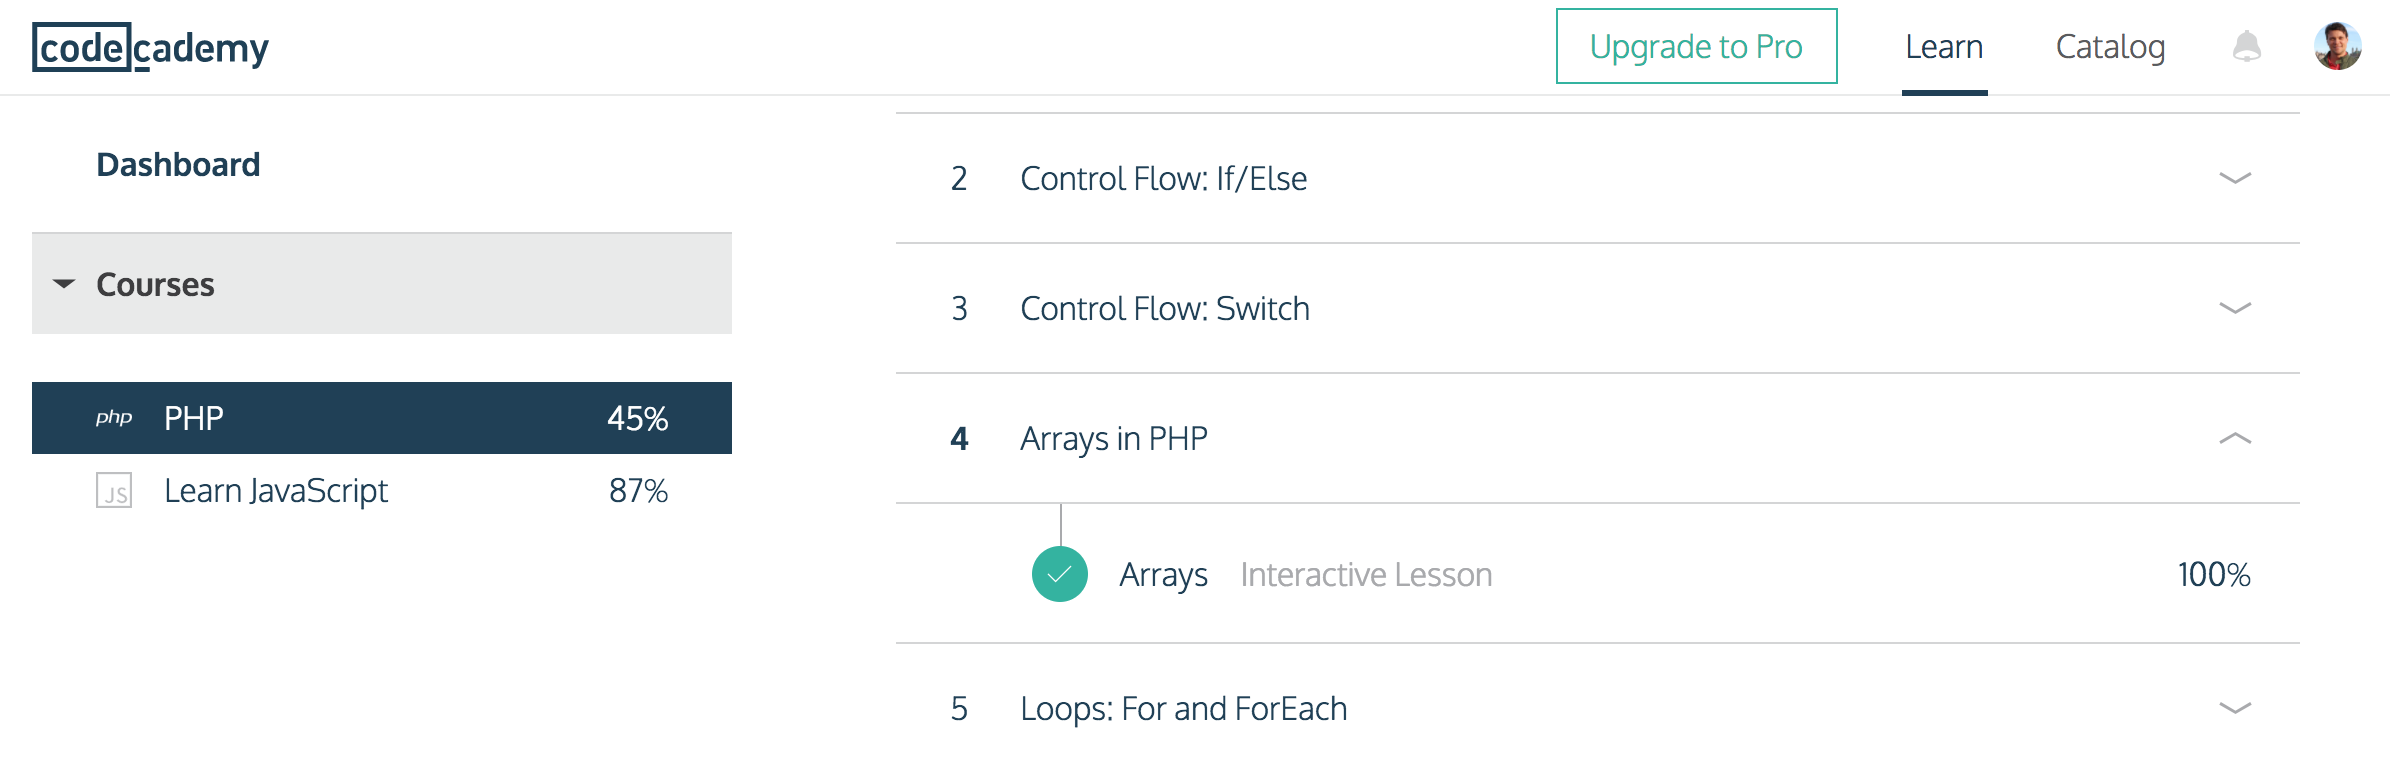 codecademy
Upgrade to Pro
Learn
Catalog
Dashboard
Courses
php PHP 45%
JS Learn JavaScript 87%
2 Control Flow: If/Else
3 Control Flow: Switch
4 Arrays in PHP
Arrays Interactive Lesson 100%
5 Loops: For and ForEach